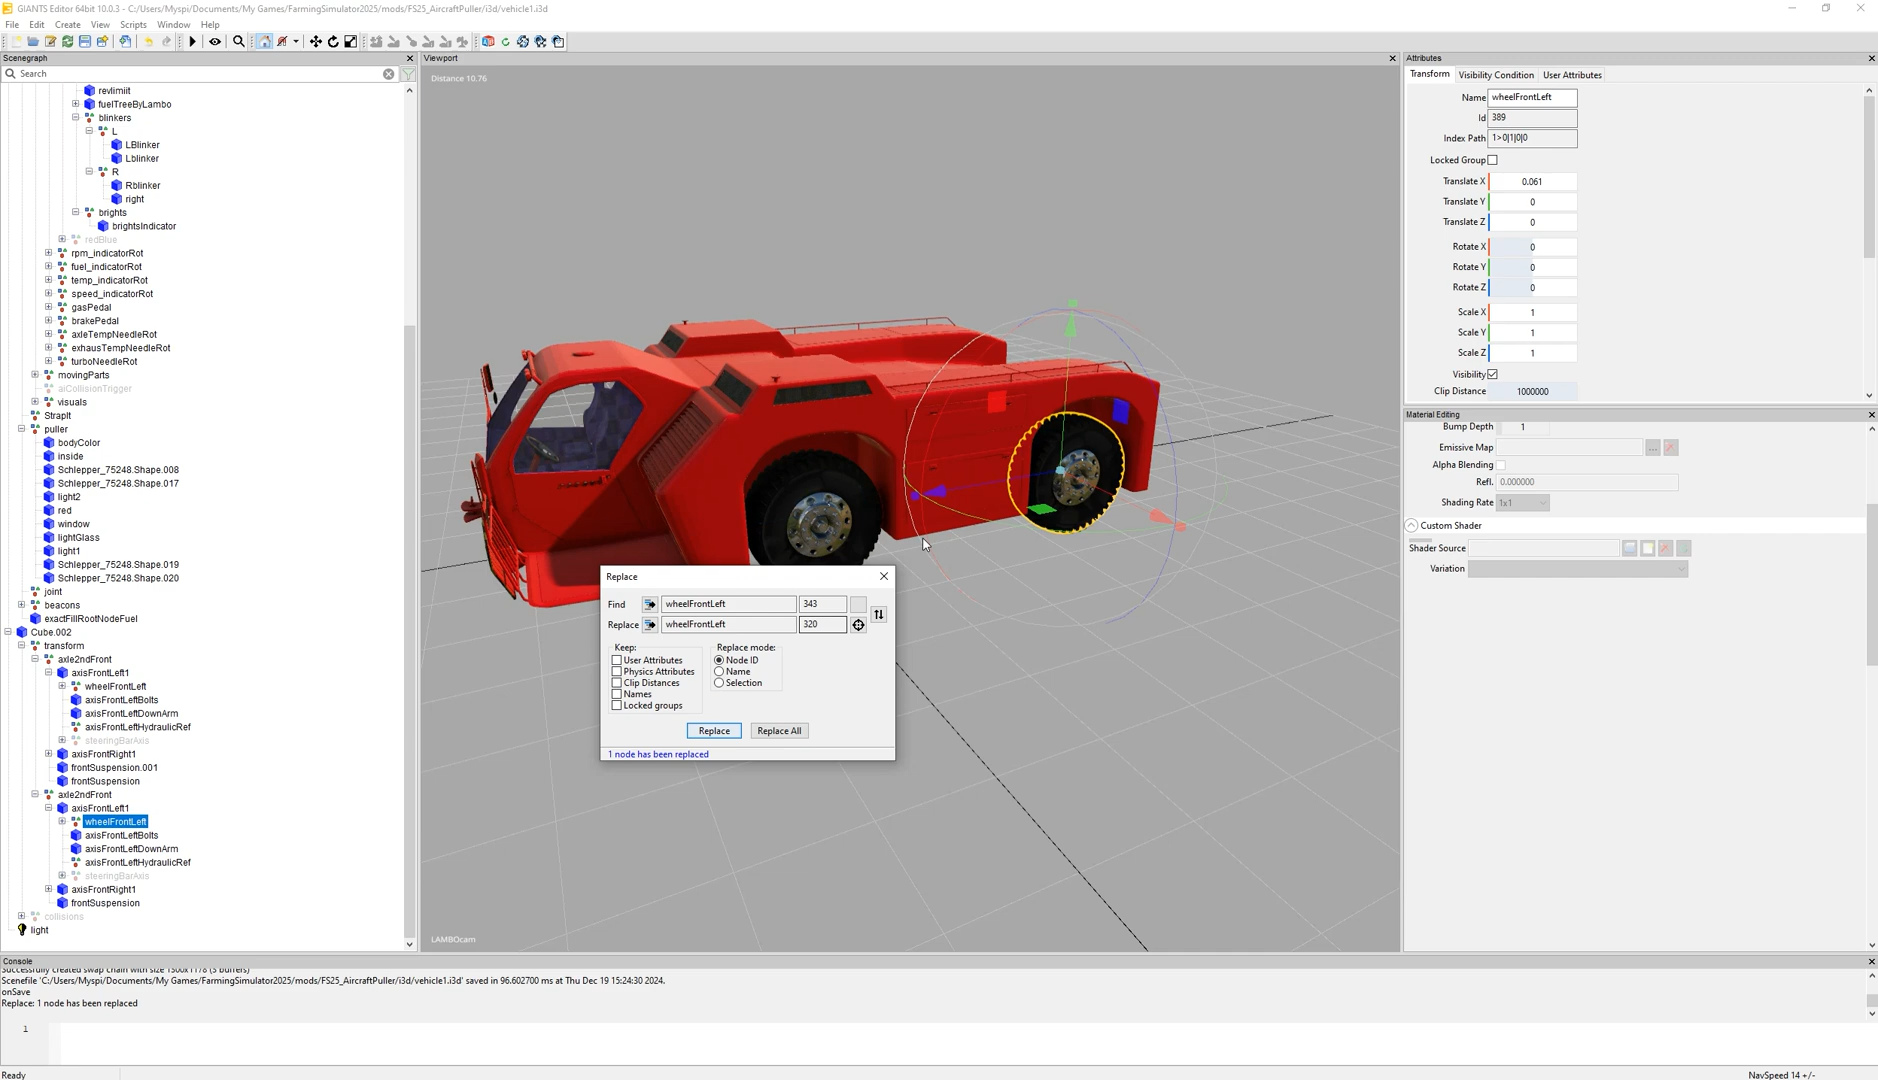 GIANTS Editor 64bit 10.0.3 - C:/Users/Myspi/Documents/My Games/FarmingSimulator2025/mods/FS25_AircraftPuller/i3d/vehicle1.i3d
File Edit Create View Scripts Window Help
Scenegraph
Search
revlimiit
fuelTreeByLambo
blinkers
L
LBlinker
Lblinker
R
Rblinker
right
brights
brightsIndicator
redBlue
rpm_indicatorRot
fuel_indicatorRot
temp_indicatorRot
speed_indicatorRot
gasPedal
brakePedal
axleTempNeedleRot
exhausTempNeedleRot
turboNeedleRot
movingParts
aiCollisionTrigger
visuals
StrapIt
puller
bodyColor
inside
Schlepper_75248.Shape.008
Schlepper_75248.Shape.017
light2
red
window
lightGlass
light1
Schlepper_75248.Shape.019
Schlepper_75248.Shape.020
joint
beacons
exactFillRootNodeFuel
Cube.002
transform
axle2ndFront
axisFrontLeft1
wheelFrontLeft
axisFrontLeftBolts
axisFrontLeftDownArm
axisFrontLeftHydraulicRef
steeringBarAxis
axisFrontRight1
frontSuspension.001
frontSuspension
axle2ndFront
axisFrontLeft1
wheelFrontLeft
axisFrontLeftBolts
axisFrontLeftDownArm
axisFrontLeftHydraulicRef
steeringBarAxis
axisFrontRight1
frontSuspension
collisions
light
Viewport
Distance 10.76
LAMBOcam
Replace
Find wheelFrontLeft 343
Replace wheelFrontLeft 320
Keep: Replace mode:
User Attributes Node ID
Physics Attributes Name
Clip Distances Selection
Names
Locked groups
Replace Replace All
1 node has been replaced
Attributes
Transform Visibility Condition User Attributes
Name wheelFrontLeft
Id 389
Index Path 1>0|1|0|0
Locked Group
Translate X 0.061
Translate Y 0
Translate Z 0
Rotate X 0
Rotate Y 0
Rotate Z 0
Scale X 1
Scale Y 1
Scale Z 1
Visibility
Clip Distance 1000000
Material Editing
Bump Depth 1
Emissive Map ...
Alpha Blending
Refl. 0.000000
Shading Rate 1x1
Custom Shader
Shader Source
Variation
Console
Successfully created swap chain with size 1300x1178 (3 buffers)
Scenefile 'C:/Users/Myspi/Documents/My Games/FarmingSimulator2025/mods/FS25_AircraftPuller/i3d/vehicle1.i3d' saved in 96.602700 ms at Thu Dec 19 15:24:30 2024.
onSave
Replace: 1 node has been replaced
1
Ready
NavSpeed 14 +/-